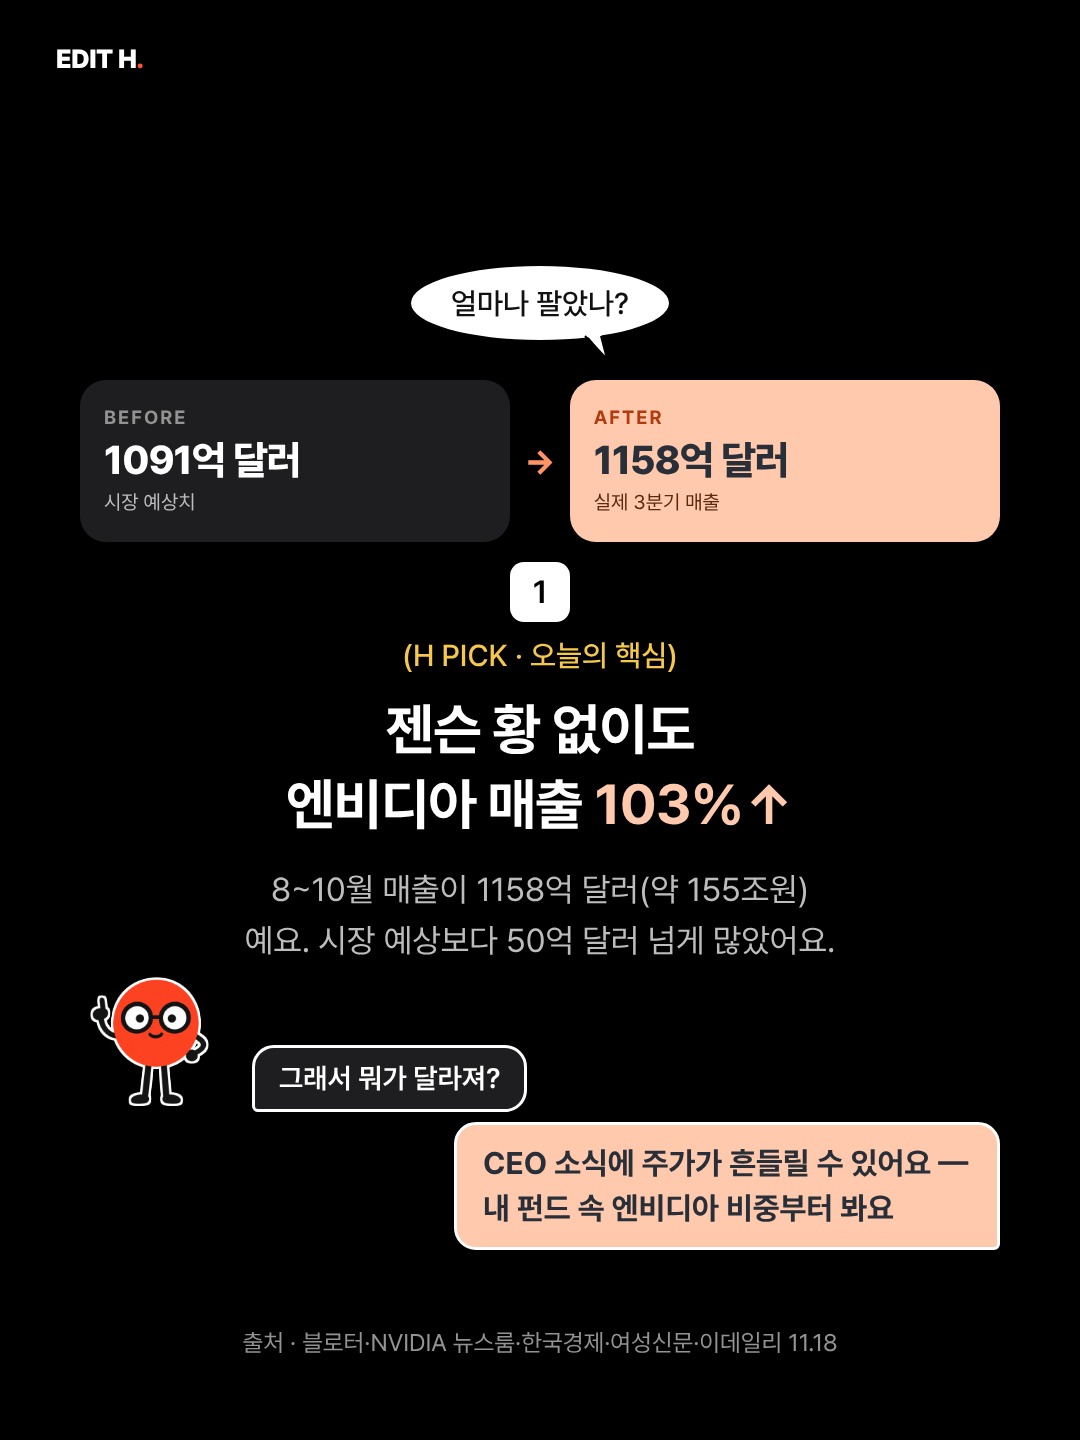 EDIT H.
얼마나 팔았나?
BEFORE
1091억 달러
시장 예상치
→
AFTER
1158억 달러
실제 3분기 매출
1
(H PICK · 오늘의 핵심)
젠슨 황 없이도
엔비디아 매출 103%↑
8~10월 매출이 1158억 달러(약 155조원)
예요. 시장 예상보다 50억 달러 넘게 많았어요.
그래서 뭐가 달라져?
CEO 소식에 주가가 흔들릴 수 있어요 —
내 펀드 속 엔비디아 비중부터 봐요
출처 · 블로터·NVIDIA 뉴스룸·한국경제·여성신문·이데일리 11.18